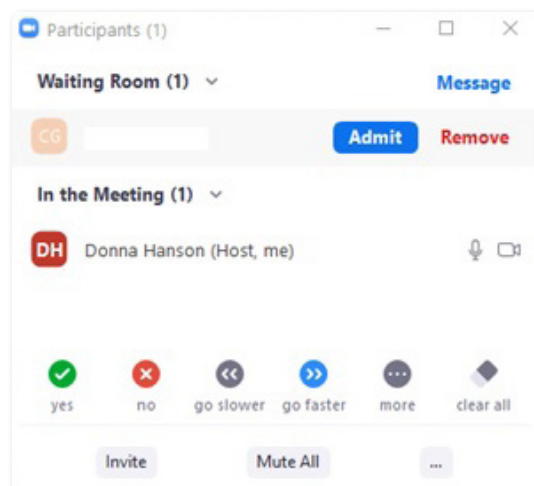 Participants (1)
Waiting Room (1) Message
CG Admit Remove
In the Meeting (1)
DH Donna Hanson (Host, me)
yes no go slower go faster more clear all
Invite Mute All ...